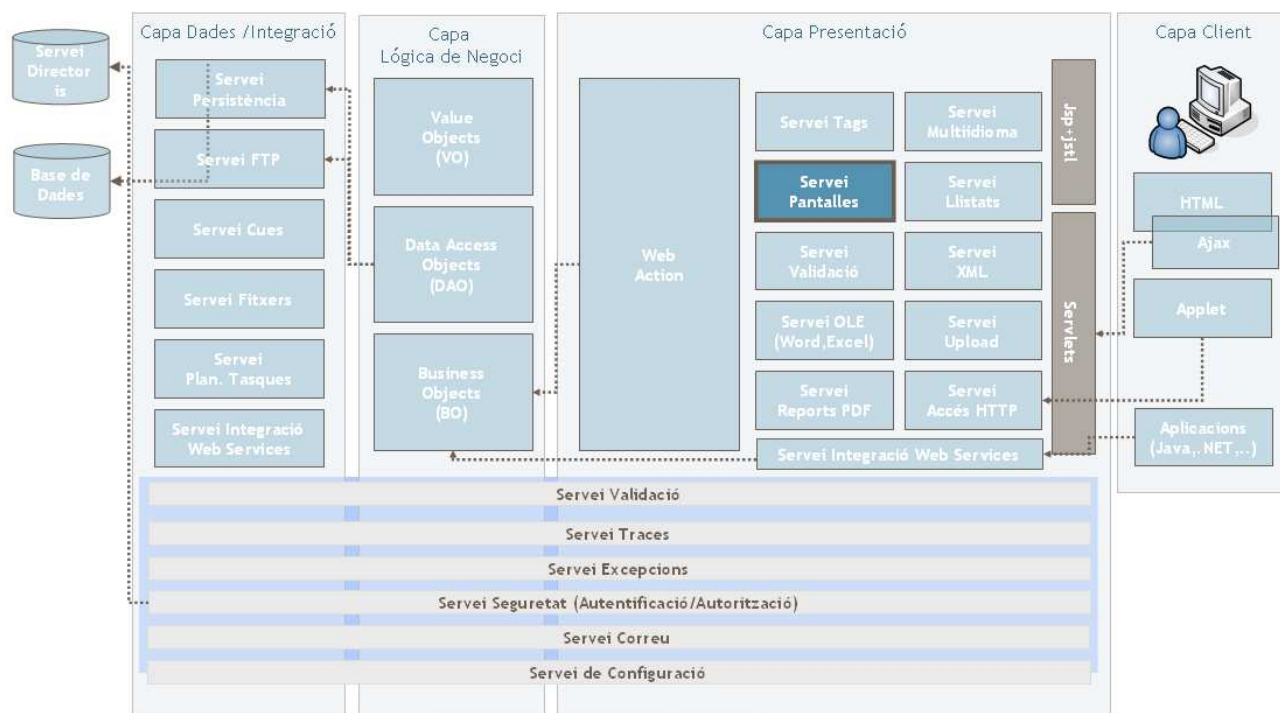 Capa Dades /Integració
Capa
Lógica de Negoci
Capa Presentació
Capa Client
Servei
Director
is
Base de
Dades
Servei
Persistència
Servei FTP
Servei Cues
Servei Fitxers
Servei
Plan. Tasques
Servei Integració
Web Services
Value
Objects
(VO)
Data Access
Objects
(DAO)
Business
Objects
(BO)
Web
Action
Servei Tags
Servei
Multiidioma
Servei
Pantalles
Servei
Llistats
Servei
Validació
Servei
XML
Servei OLE
(Word,Excel)
Servei
Upload
Servei
Reports PDF
Servei
Accés HTTP
Servei Integració Web Services
Jsp+jstl
Servlets
HTML
Ajax
Applet
Aplicacions
(Java,.NET,..)
Servei Validació
Servei Traces
Servei Excepcions
Servei Seguretat (Autentificació/Autorització)
Servei Correu
Servei de Configuració